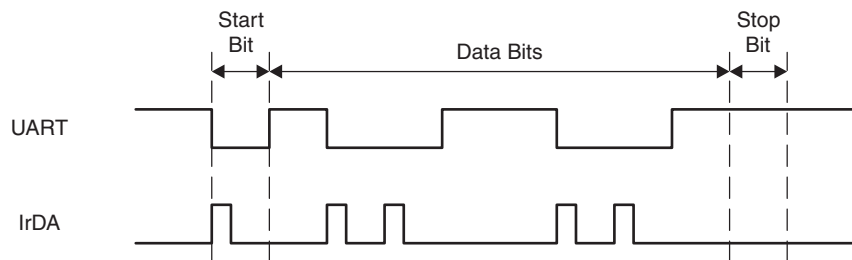 Start
Bit
Data Bits
Stop
Bit
UART
IrDA